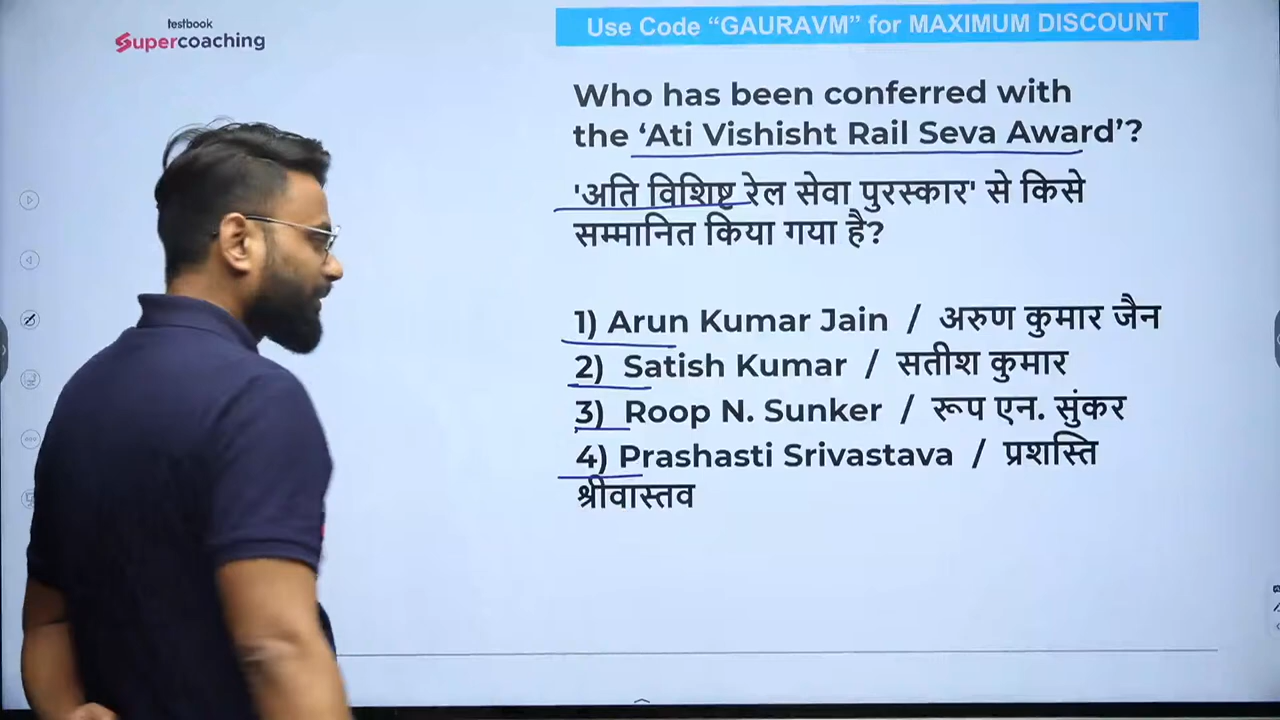 testbook
Supercoaching
Use Code “GAURAVM” for MAXIMUM DISCOUNT
Who has been conferred with
the ‘Ati Vishisht Rail Seva Award’?
'अति विशिष्ट रेल सेवा पुरस्कार' से किसे
सम्मानित किया गया है?
1) Arun Kumar Jain / अरुण कुमार जैन
2) Satish Kumar / सतीश कुमार
3) Roop N. Sunker / रूप एन. सुंकर
4) Prashasti Srivastava / प्रशस्ति
श्रीवास्तव